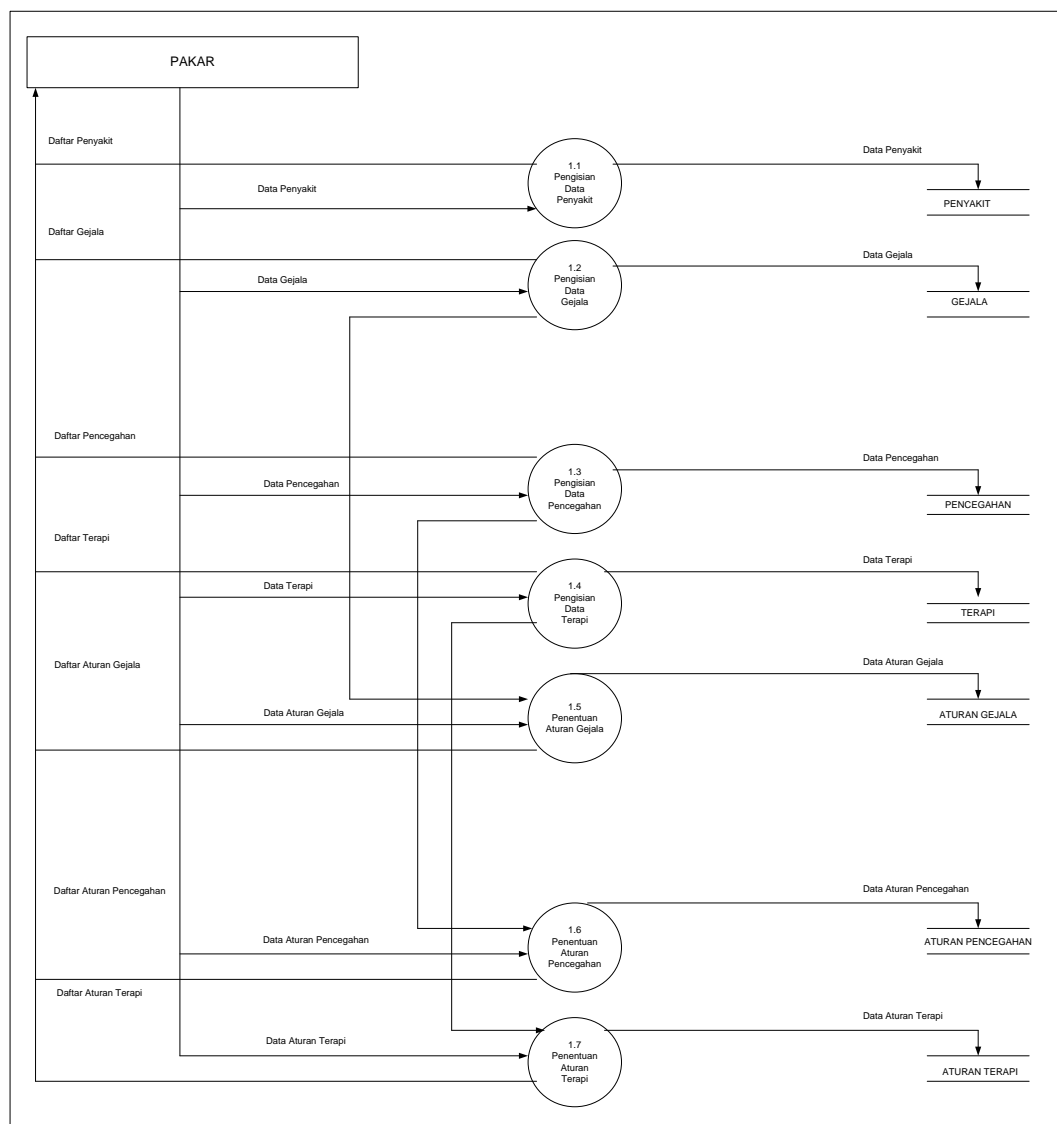 PAKAR
Daftar Penyakit
Data Penyakit
1.1
Pengisian
Data
Penyakit
Data Penyakit
PENYAKIT
Daftar Gejala
Data Gejala
1.2
Pengisian
Data
Gejala
Data Gejala
GEJALA
Daftar Pencegahan
Data Pencegahan
1.3
Pengisian
Data
Pencegahan
Data Pencegahan
PENCEGAHAN
Daftar Terapi
Data Terapi
1.4
Pengisian
Data
Terapi
Data Terapi
TERAPI
Daftar Aturan Gejala
Data Aturan Gejala
1.5
Penentuan
Aturan Gejala
Data Aturan Gejala
ATURAN GEJALA
Daftar Aturan Pencegahan
Data Aturan Pencegahan
1.6
Penentuan
Aturan
Pencegahan
Data Aturan Pencegahan
ATURAN PENCEGAHAN
Daftar Aturan Terapi
Data Aturan Terapi
1.7
Penentuan
Aturan
Terapi
Data Aturan Terapi
ATURAN TERAPI